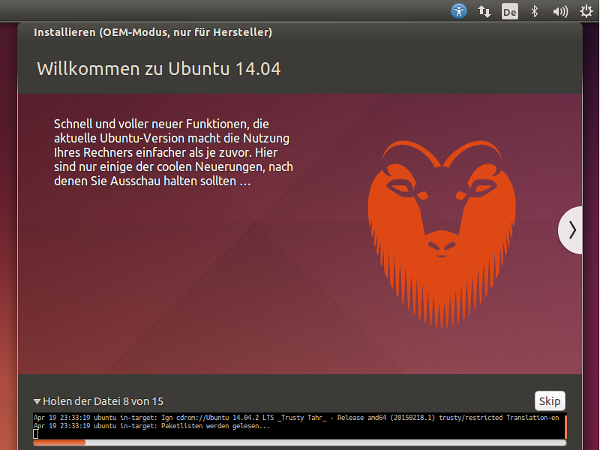 De
Installieren (OEM-Modus, nur für Hersteller)
Willkommen zu Ubuntu 14.04
Schnell und voller neuer Funktionen, die
aktuelle Ubuntu-Version macht die Nutzung
Ihres Rechners einfacher als je zuvor. Hier
sind nur einige der coolen Neuerungen, nach
denen Sie Ausschau halten sollten …
Holen der Datei 8 von 15
Skip
Apr 19 23:33:19 ubuntu in-target: Ign cdrom://Ubuntu 14.04.2 LTS _Trusty Tahr_ - Release amd64 (20150218.1) trusty/restricted Translation-en
Apr 19 23:33:19 ubuntu in-target: Paketlisten werden gelesen...